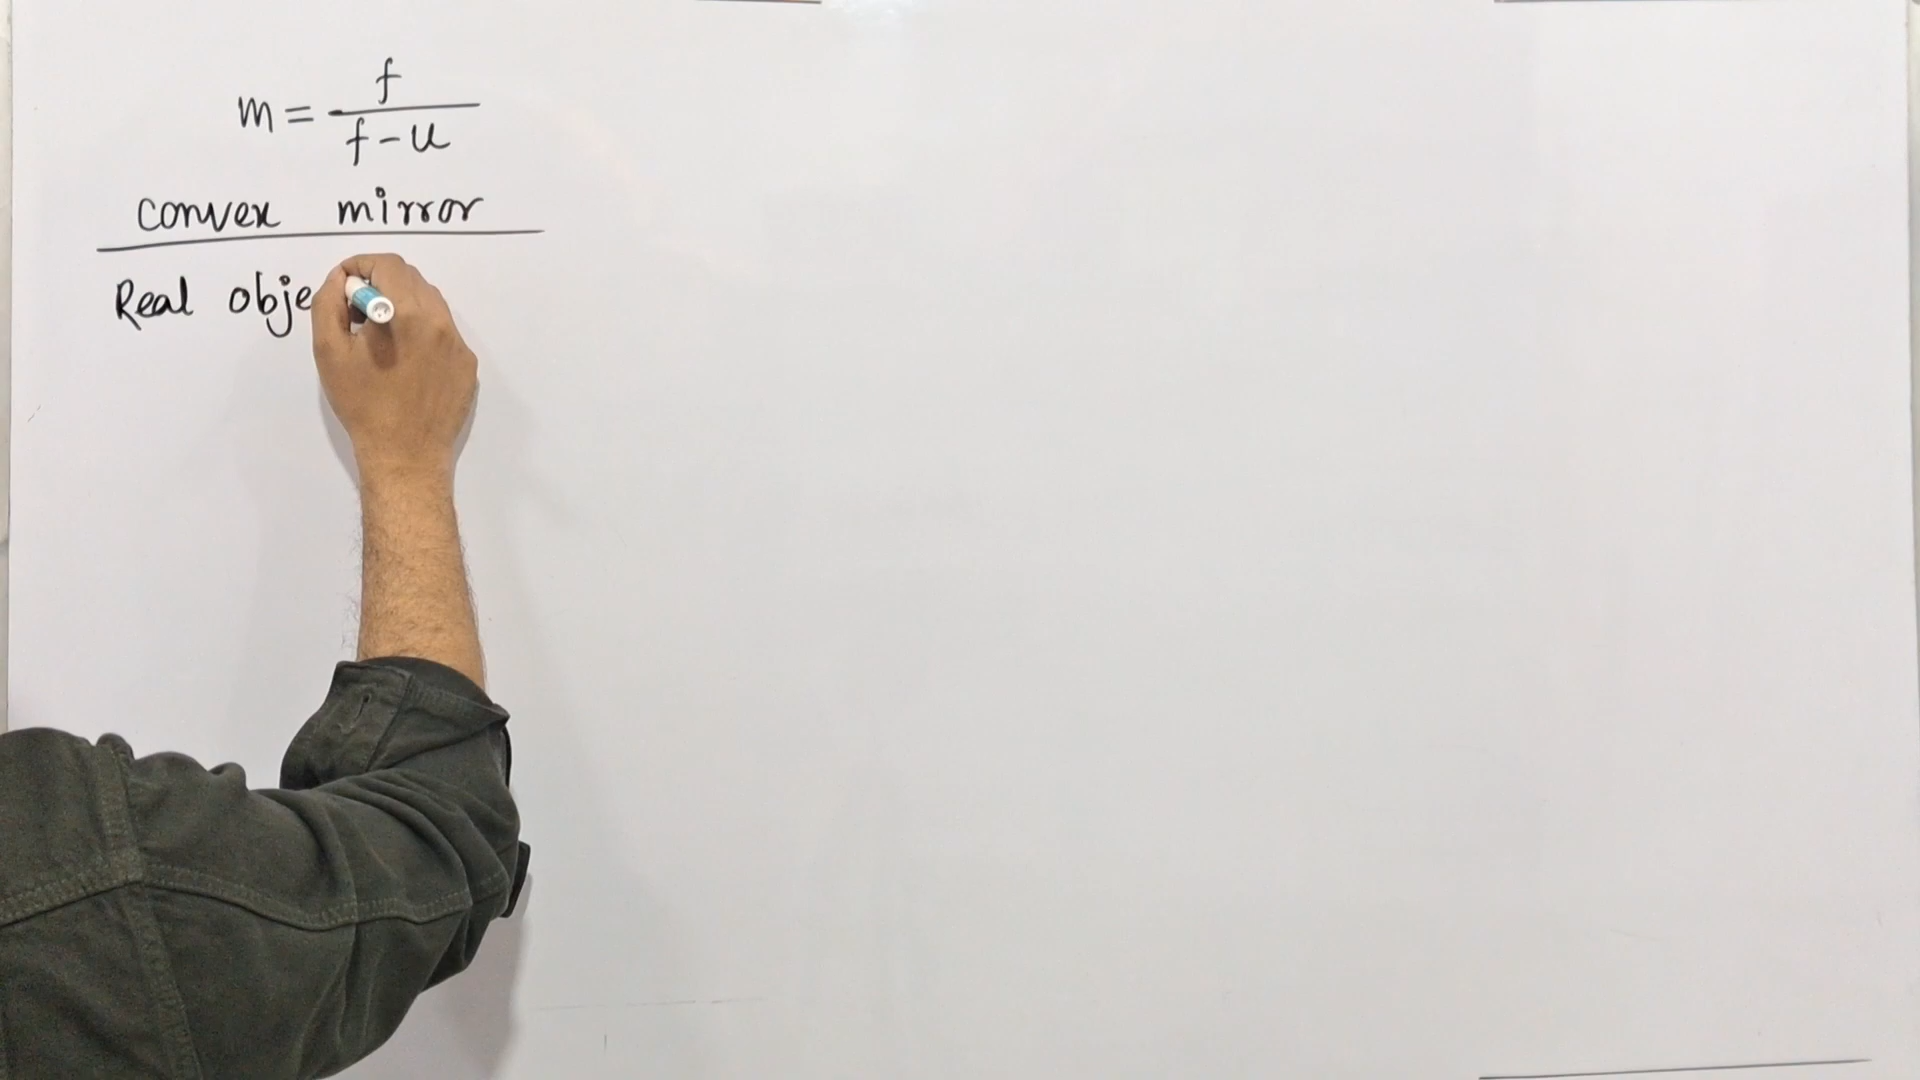 m = f / f - u
convex mirror
Real obje